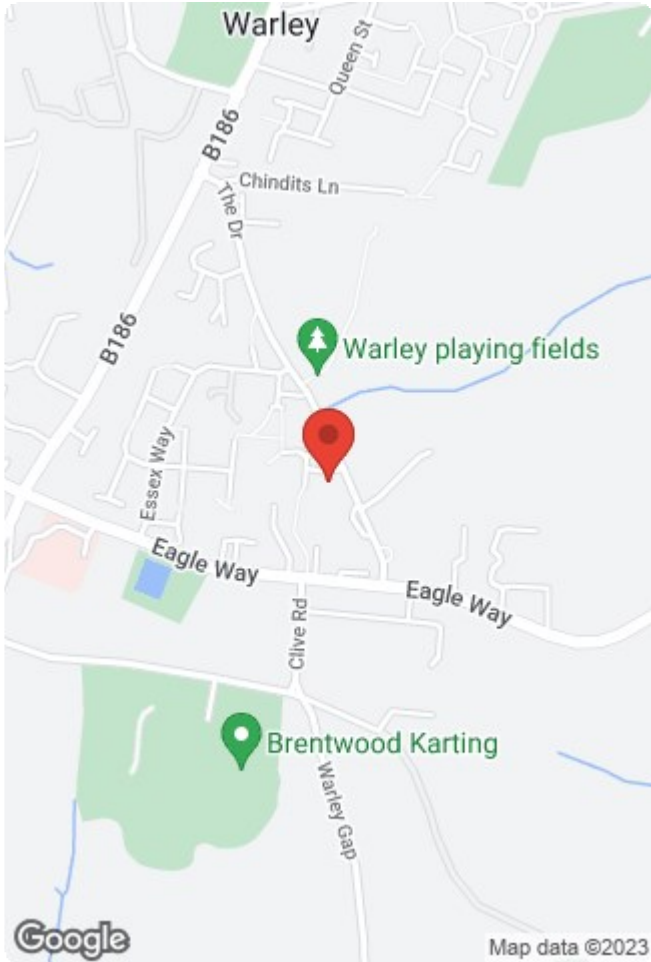 Warley
Queen St
B186
Chindits Ln
The Dr
B186
Warley playing fields
Essex Way
Eagle Way
Eagle Way
Clive Rd
Brentwood Karting
Warley Gap
Google
Map data ©2023